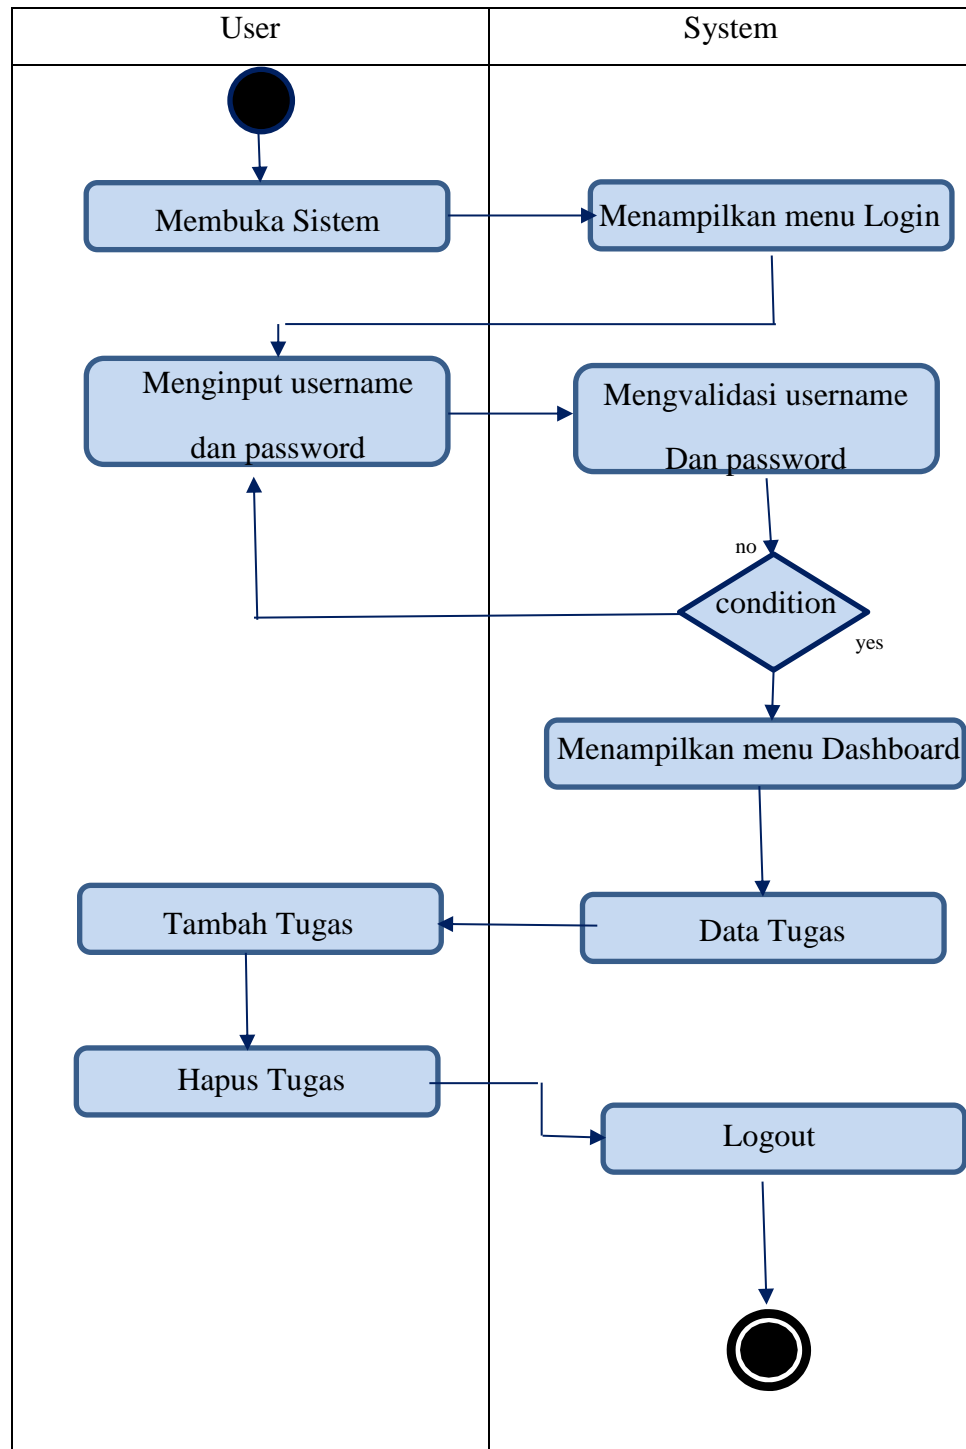 User
System
Membuka Sistem
Menampilkan menu Login
Menginput username
dan password
Mengvalidasi username
Dan password
no
condition
yes
Menampilkan menu Dashboard
Tambah Tugas
Data Tugas
Hapus Tugas
Logout